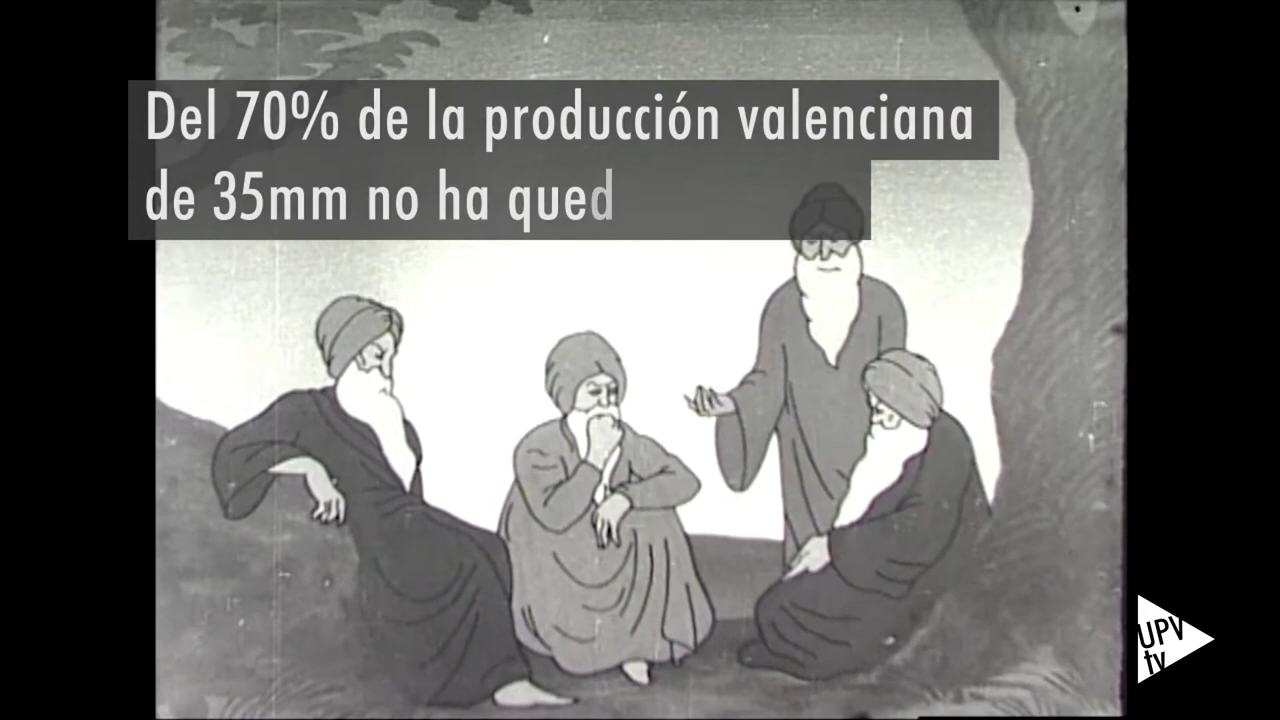 Del 70% de la producción valenciana
de 35mm no ha qued
UPV
tv